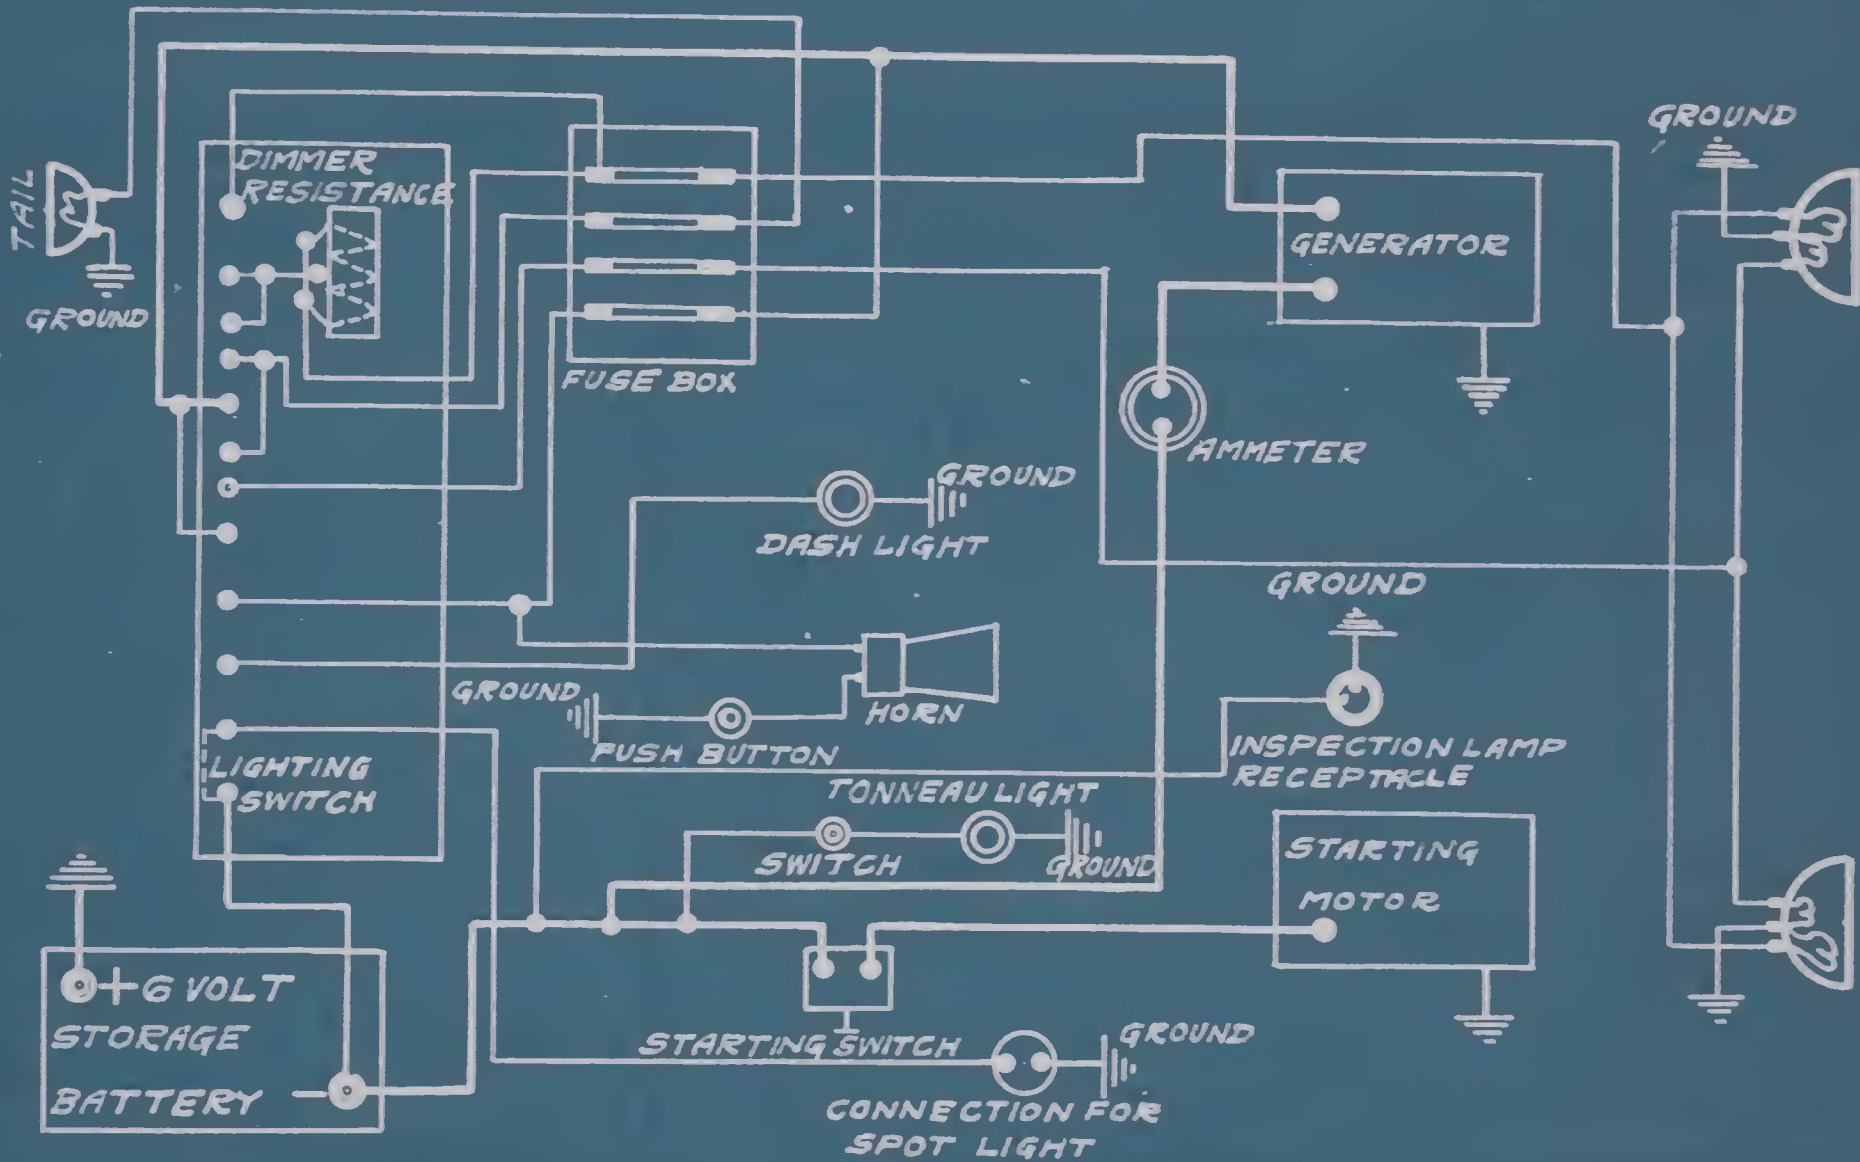 GROUND
TAIL
DIMMER
RESISTANCE
GENERATOR
GROUND
FUSE BOX
AMMETER
GROUND
DASH LIGHT
GROUND
GROUND
HORN
PUSH BUTTON
INSPECTION LAMP
RECEPTACLE
LIGHTING
SWITCH
TONNEAU LIGHT
SWITCH
GROUND
STARTING
MOTOR
+ 6 VOLT
STORAGE
BATTERY –
STARTING SWITCH
GROUND
CONNECTION FOR
SPOT LIGHT